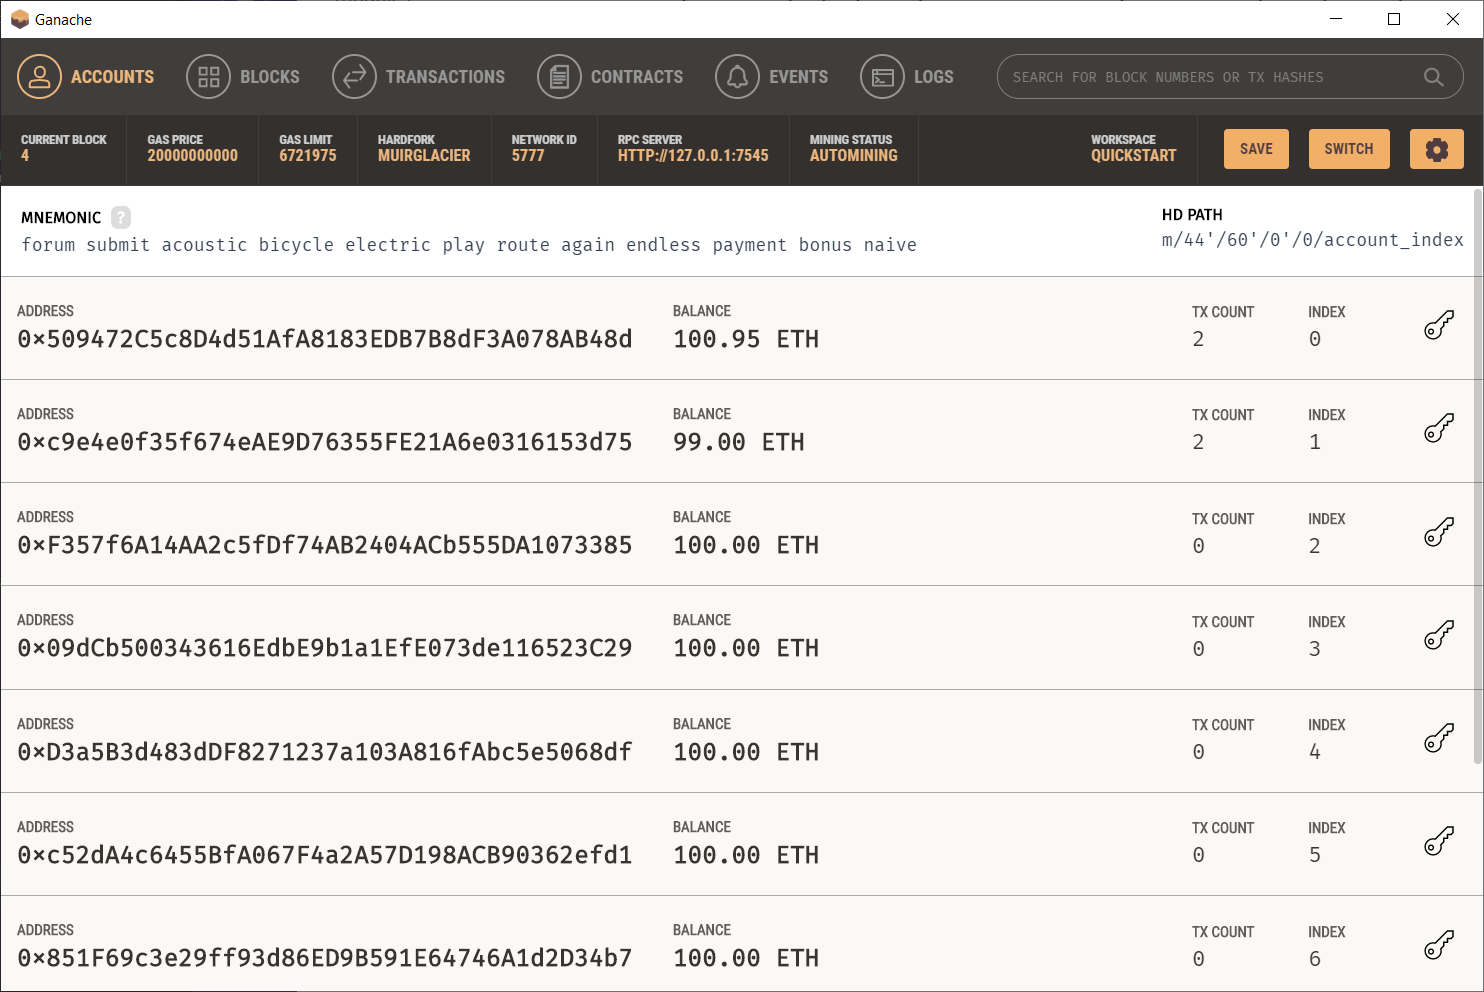 Ganache
ACCOUNTS BLOCKS TRANSACTIONS CONTRACTS EVENTS LOGS SEARCH FOR BLOCK NUMBERS OR TX HASHES
CURRENT BLOCK GAS PRICE GAS LIMIT HARDFORK NETWORK ID RPC SERVER MINING STATUS WORKSPACE
4 20000000000 6721975 MUIRGLACIER 5777 HTTP://127.0.0.1:7545 AUTOMINING QUICKSTART SAVE SWITCH
MNEMONIC ? HD PATH
forum submit acoustic bicycle electric play route again endless payment bonus naive m/44'/60'/0'/0/account_index
ADDRESS BALANCE TX COUNT INDEX
0×509472C5c8D4d51AfA8183EDB7B8dF3A078AB48d 100.95 ETH 2 0
ADDRESS BALANCE TX COUNT INDEX
0×c9e4e0f35f674eAE9D76355FE21A6e0316153d75 99.00 ETH 2 1
ADDRESS BALANCE TX COUNT INDEX
0×F357f6A14AA2c5fDf74AB2404ACb555DA1073385 100.00 ETH 0 2
ADDRESS BALANCE TX COUNT INDEX
0×09dCb500343616EdbE9b1a1EfE073de116523C29 100.00 ETH 0 3
ADDRESS BALANCE TX COUNT INDEX
0×D3a5B3d483dDF8271237a103A816fAbc5e5068df 100.00 ETH 0 4
ADDRESS BALANCE TX COUNT INDEX
0×c52dA4c6455BfA067F4a2A57D198ACB90362efd1 100.00 ETH 0 5
ADDRESS BALANCE TX COUNT INDEX
0×851F69c3e29ff93d86ED9B591E64746A1d2D34b7 100.00 ETH 0 6